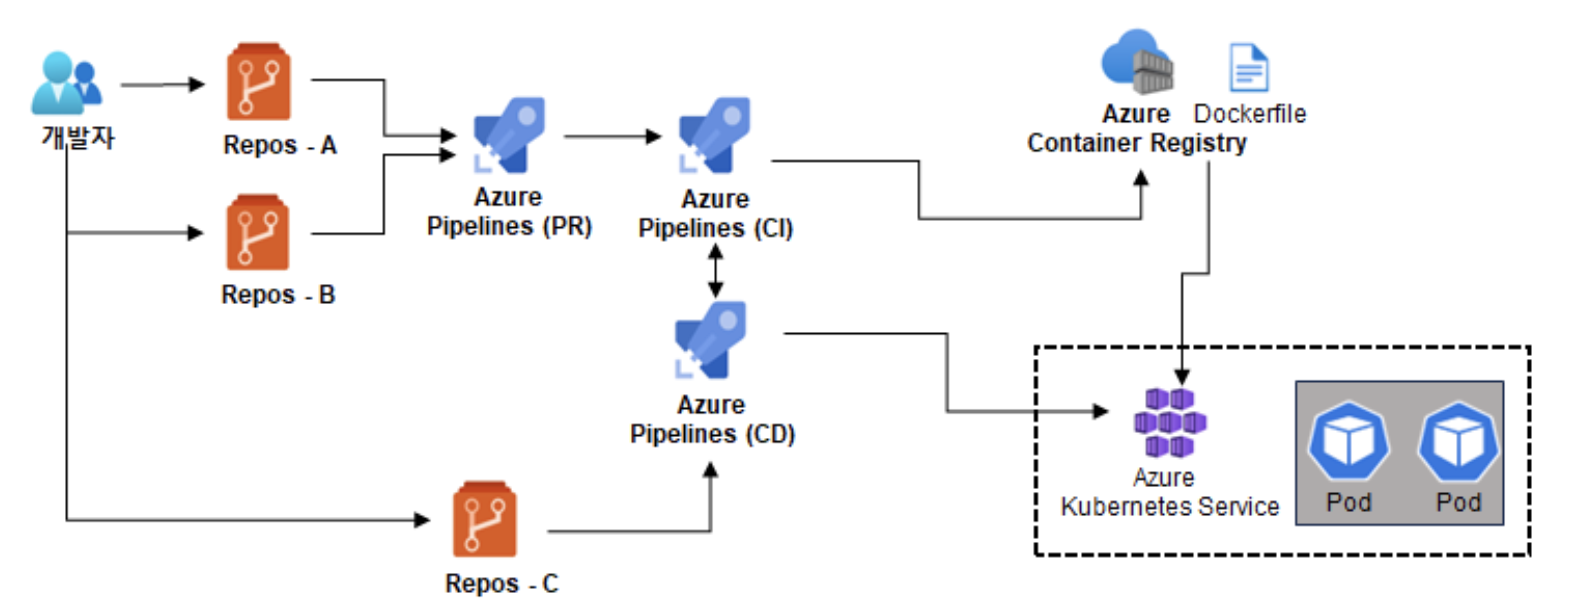 개발자
Repos - A
Repos - B
Azure
Pipelines (PR)
Azure
Pipelines (CI)
Azure
Container Registry
Dockerfile
Azure
Pipelines (CD)
Repos - C
Azure
Kubernetes Service
Pod
Pod